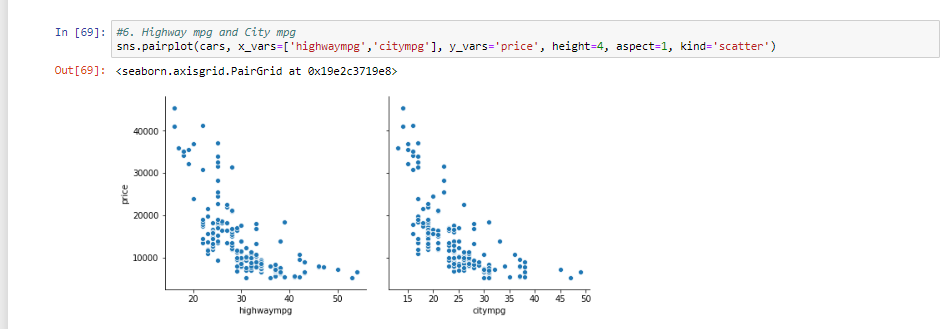 In [69]: #6. Highway mpg and City mpg
sns.pairplot(cars, x_vars=['highwaympg','citympg'], y_vars='price', height=4, aspect=1, kind='scatter')
Out[69]: <seaborn.axisgrid.PairGrid at 0x19e2c3719e8>
40000
30000
20000
10000
price
20 30 40 50
highwaympg
15 20 25 30 35 40 45 50
citympg